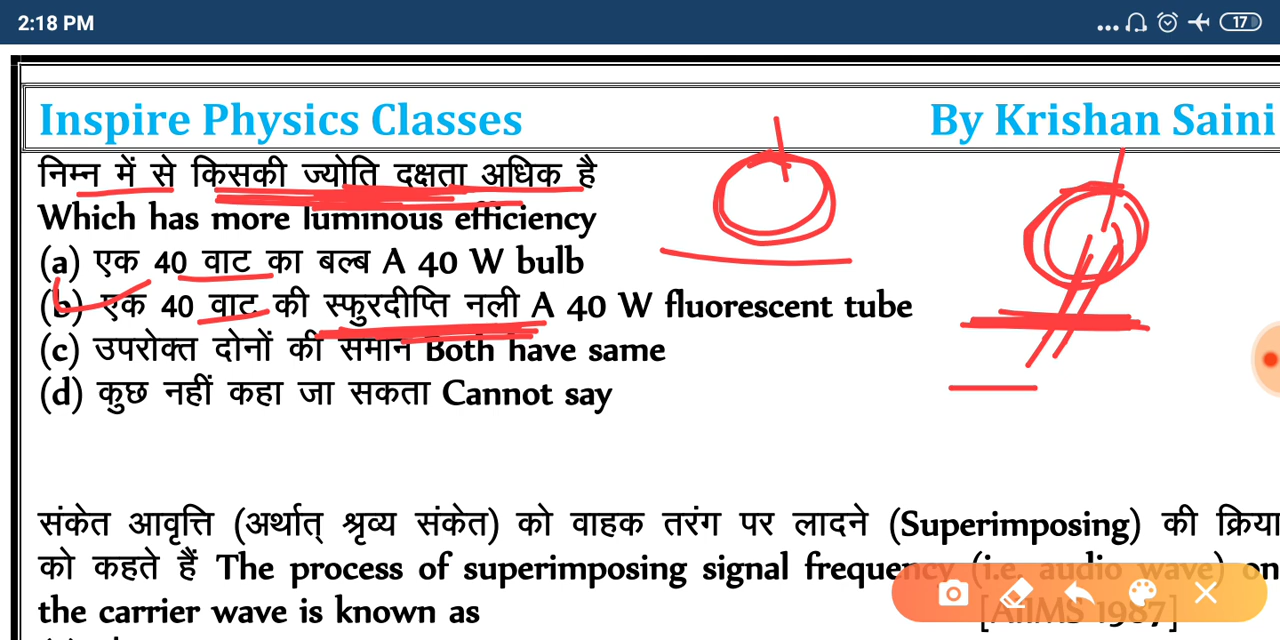 2:18 PM
17
Inspire Physics Classes By Krishan Saini
निम्न में से किसकी ज्योति दक्षता अधिक है
Which has more luminous efficiency
(a) एक 40 वाट का बल्ब A 40 W bulb
(b) एक 40 वाट की स्फुरदीप्ति नली A 40 W fluorescent tube
(c) उपरोक्त दोनों की समान Both have same
(d) कुछ नहीं कहा जा सकता Cannot say
संकेत आवृत्ति (अर्थात् श्रृव्य संकेत) को वाहक तरंग पर लादने (Superimposing) की क्रिया
को कहते हैं The process of superimposing signal frequency (i.e. audio wave) on
the carrier wave is known as [AIIMS 1987]